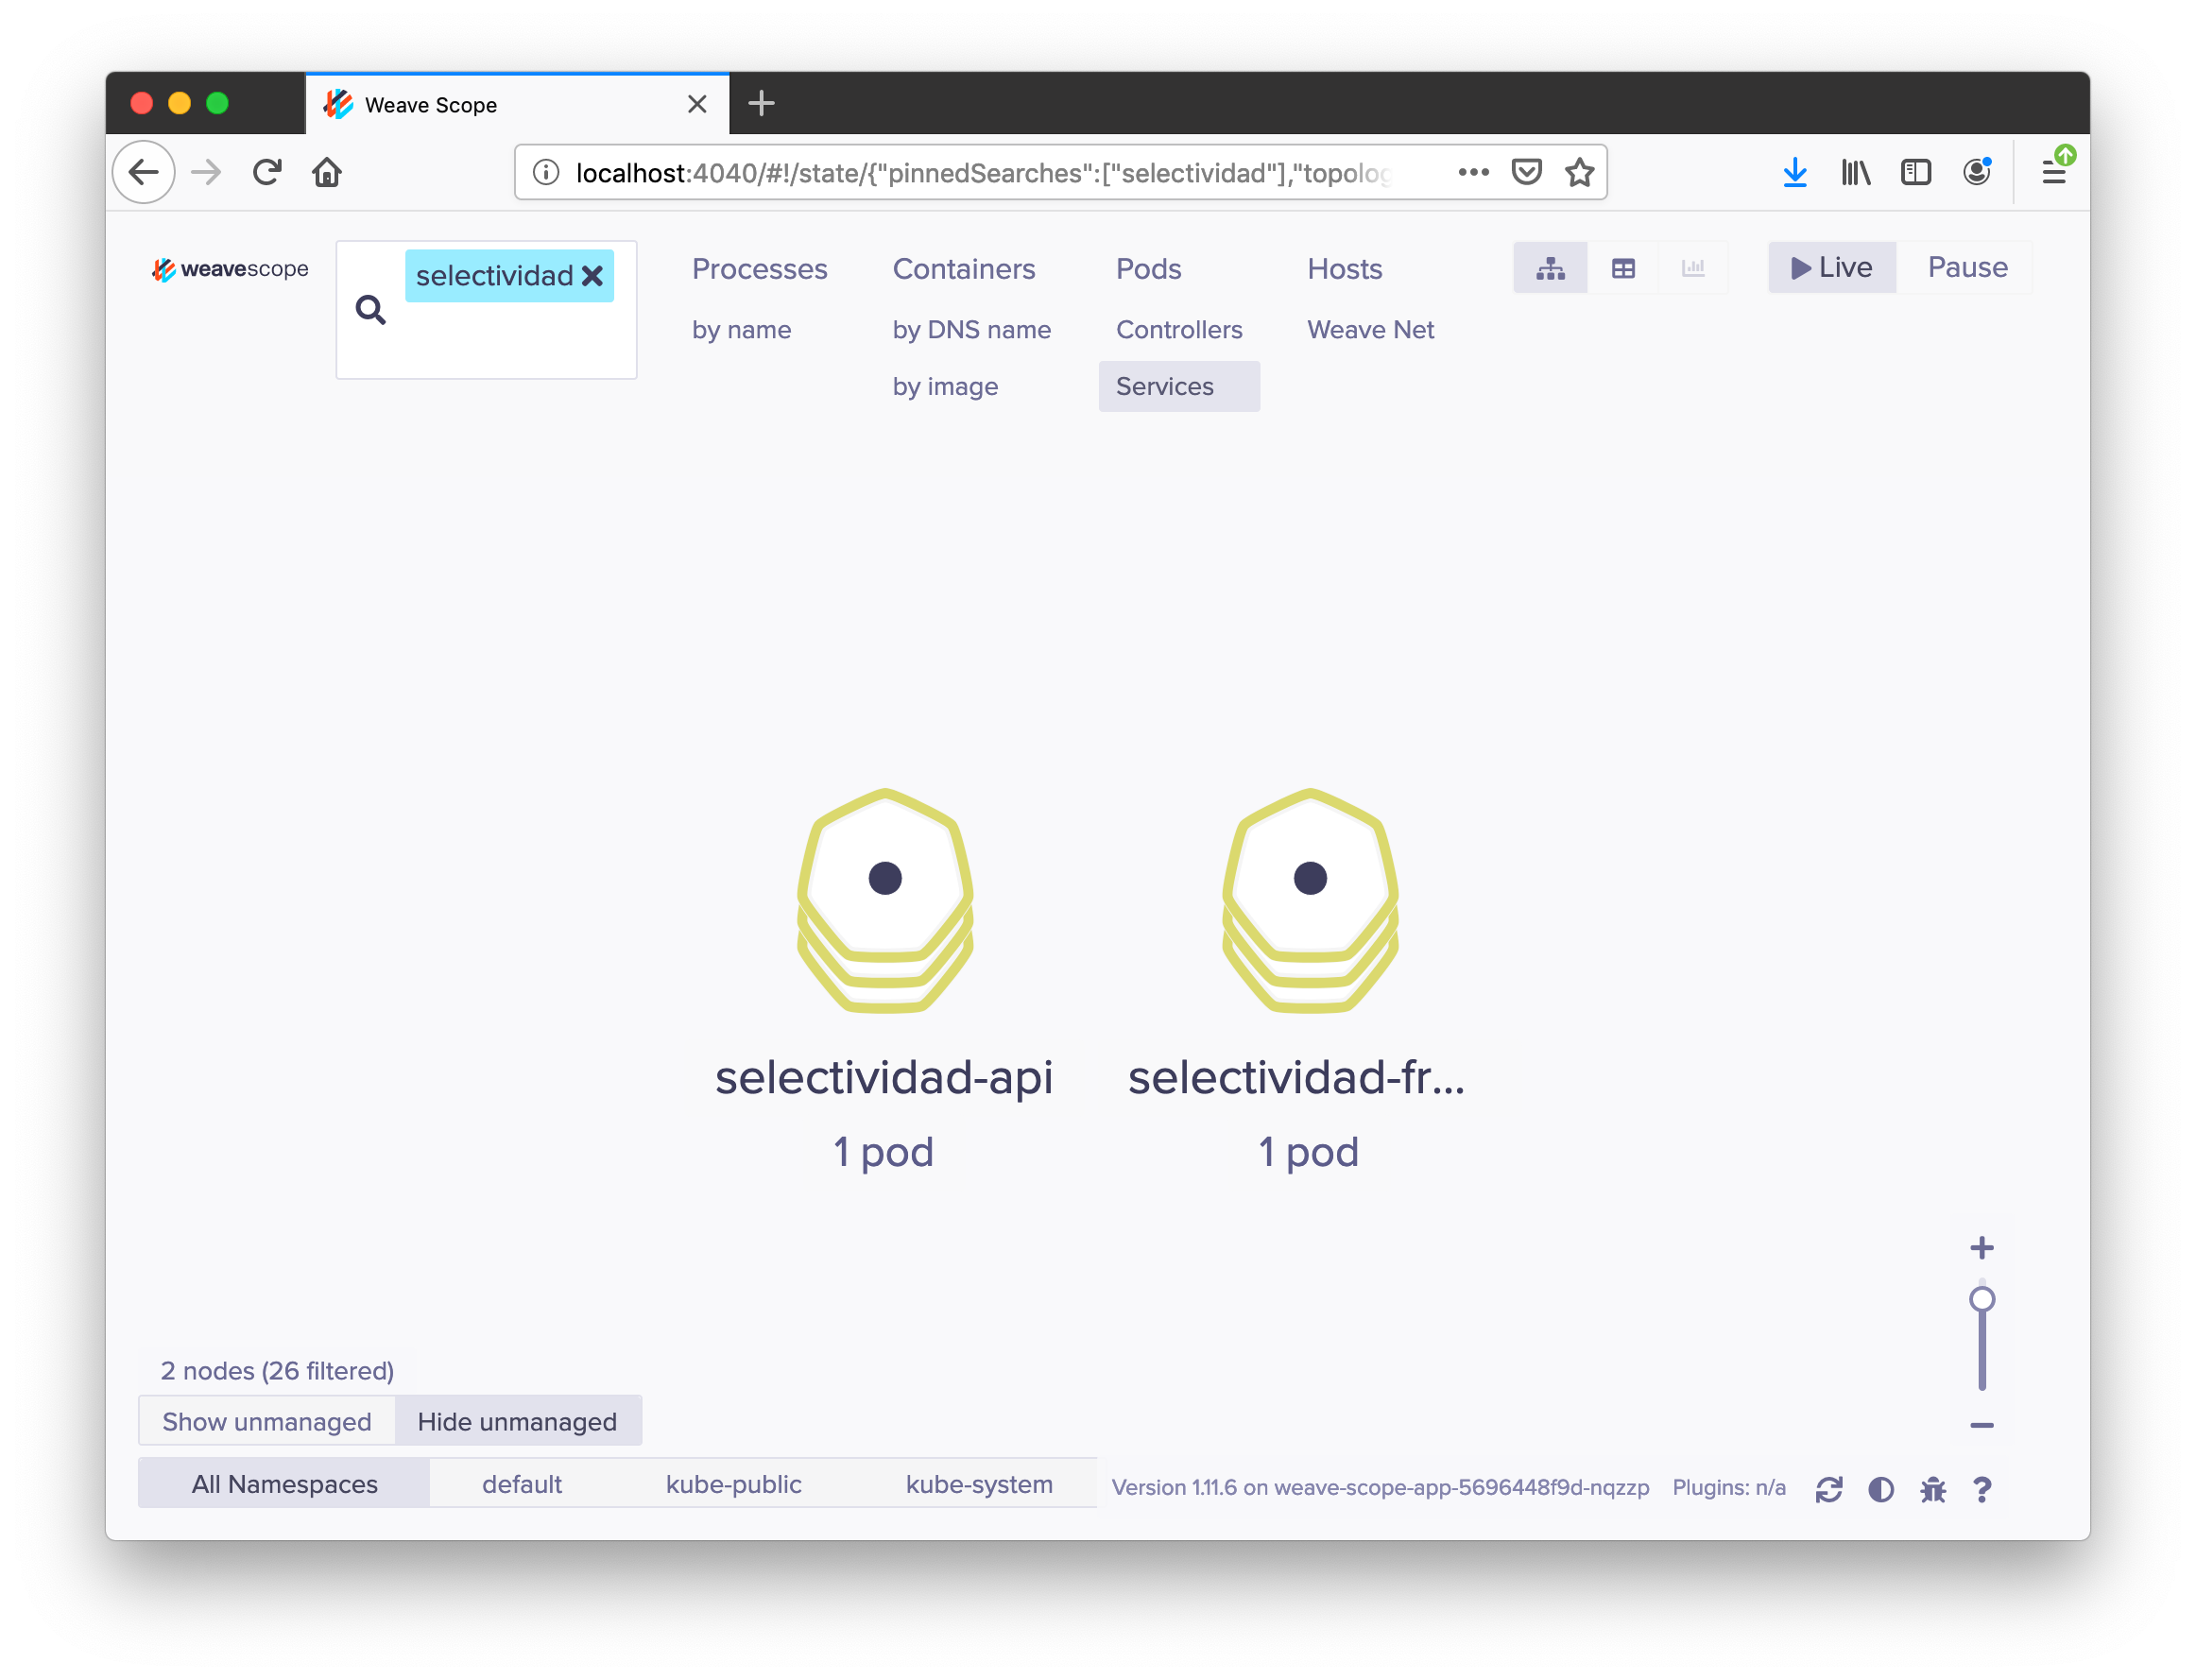 Weave Scope
localhost:4040/#!/state/{"pinnedSearches":["selectividad"],"topolog
weavescope
selectividad
Processes Containers Pods Hosts
by name by DNS name Controllers Weave Net
by image Services
Live Pause
selectividad-api selectividad-fr...
1 pod 1 pod
2 nodes (26 filtered)
Show unmanaged Hide unmanaged
All Namespaces default kube-public kube-system
Version 1.11.6 on weave-scope-app-5696448f9d-nqzzp Plugins: n/a